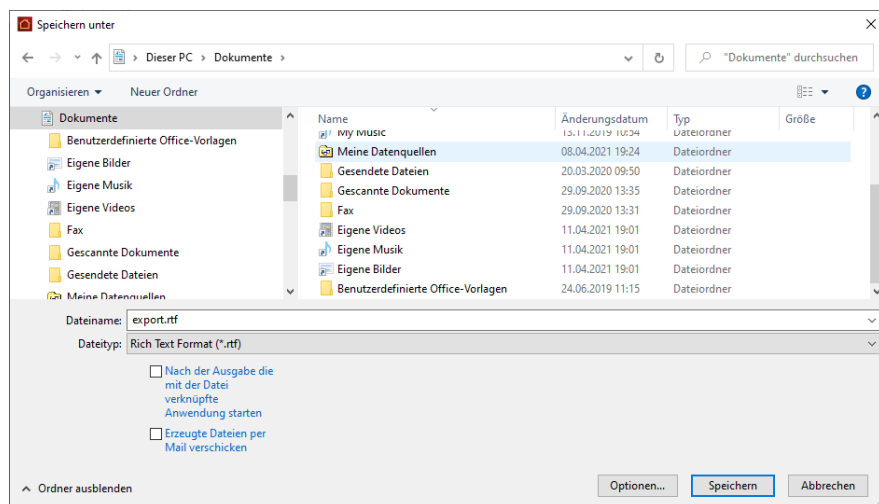 Speichern unter
Dieser PC > Dokumente >
"Dokumente" durchsuchen
Organisieren
Neuer Ordner
Dokumente
Benutzerdefinierte Office-Vorlagen
Eigene Bilder
Eigene Musik
Eigene Videos
Fax
Gescannte Dokumente
Gesendete Dateien
Meine Datenquellen
Name Änderungsdatum Typ Größe
My Music 13.11.2019 10:54 Dateiordner
Meine Datenquellen 08.04.2021 19:24 Dateiordner
Gesendete Dateien 20.03.2020 09:50 Dateiordner
Gescannte Dokumente 29.09.2020 13:35 Dateiordner
Fax 29.09.2020 13:31 Dateiordner
Eigene Videos 11.04.2021 19:01 Dateiordner
Eigene Musik 11.04.2021 19:01 Dateiordner
Eigene Bilder 11.04.2021 19:01 Dateiordner
Benutzerdefinierte Office-Vorlagen 24.06.2019 11:15 Dateiordner
Dateiname: export.rtf
Dateityp: Rich Text Format (*.rtf)
Nach der Ausgabe die
mit der Datei
verknüpfte
Anwendung starten
Erzeugte Dateien per
Mail verschicken
Ordner ausblenden
Optionen...
Speichern
Abbrechen